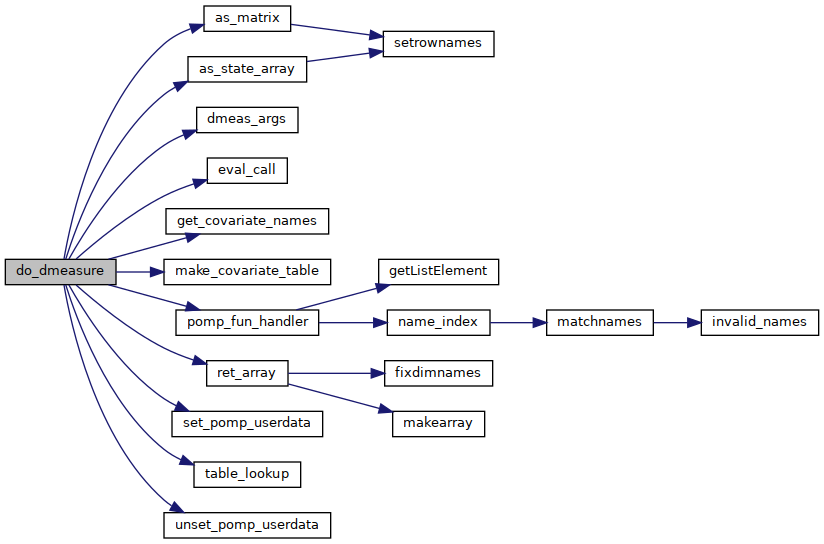 as_matrix
setrownames
as_state_array
dmeas_args
eval_call
get_covariate_names
do_dmeasure
make_covariate_table
getListElement
pomp_fun_handler
name_index
matchnames
invalid_names
ret_array
fixdimnames
set_pomp_userdata
makearray
table_lookup
unset_pomp_userdata